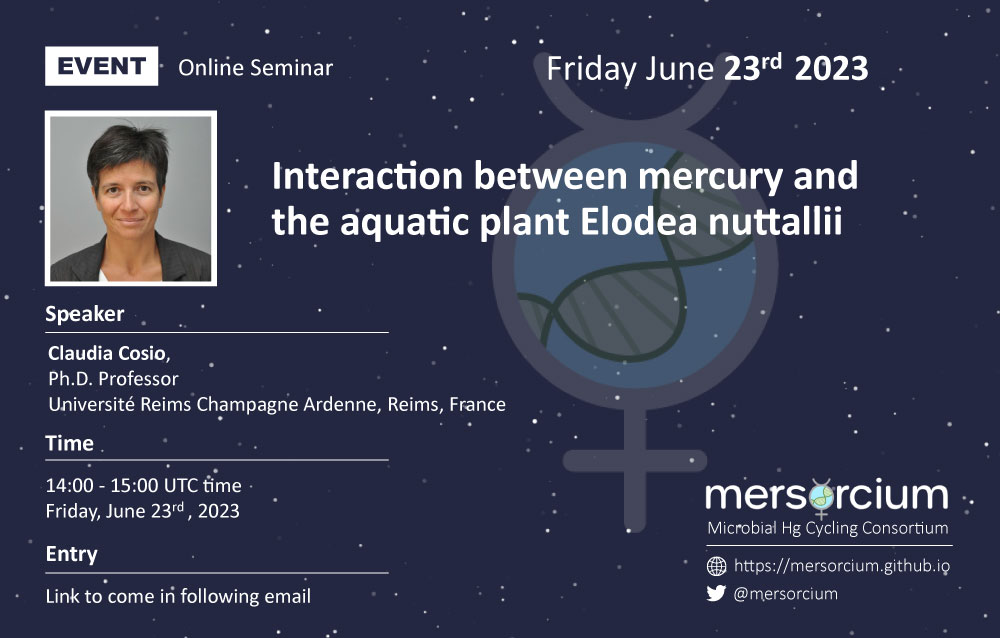 EVENT Online Seminar
Friday June 23rd 2023
Interaction between mercury and
the aquatic plant Elodea nuttallii
Speaker
Claudia Cosio,
Ph.D. Professor
Université Reims Champagne Ardenne, Reims, France
Time
14:00 - 15:00 UTC time
Friday, June 23rd , 2023
Entry
Link to come in following email
mersorcium
Microbial Hg Cycling Consortium
https://mersorcium.github.io
@mersorcium